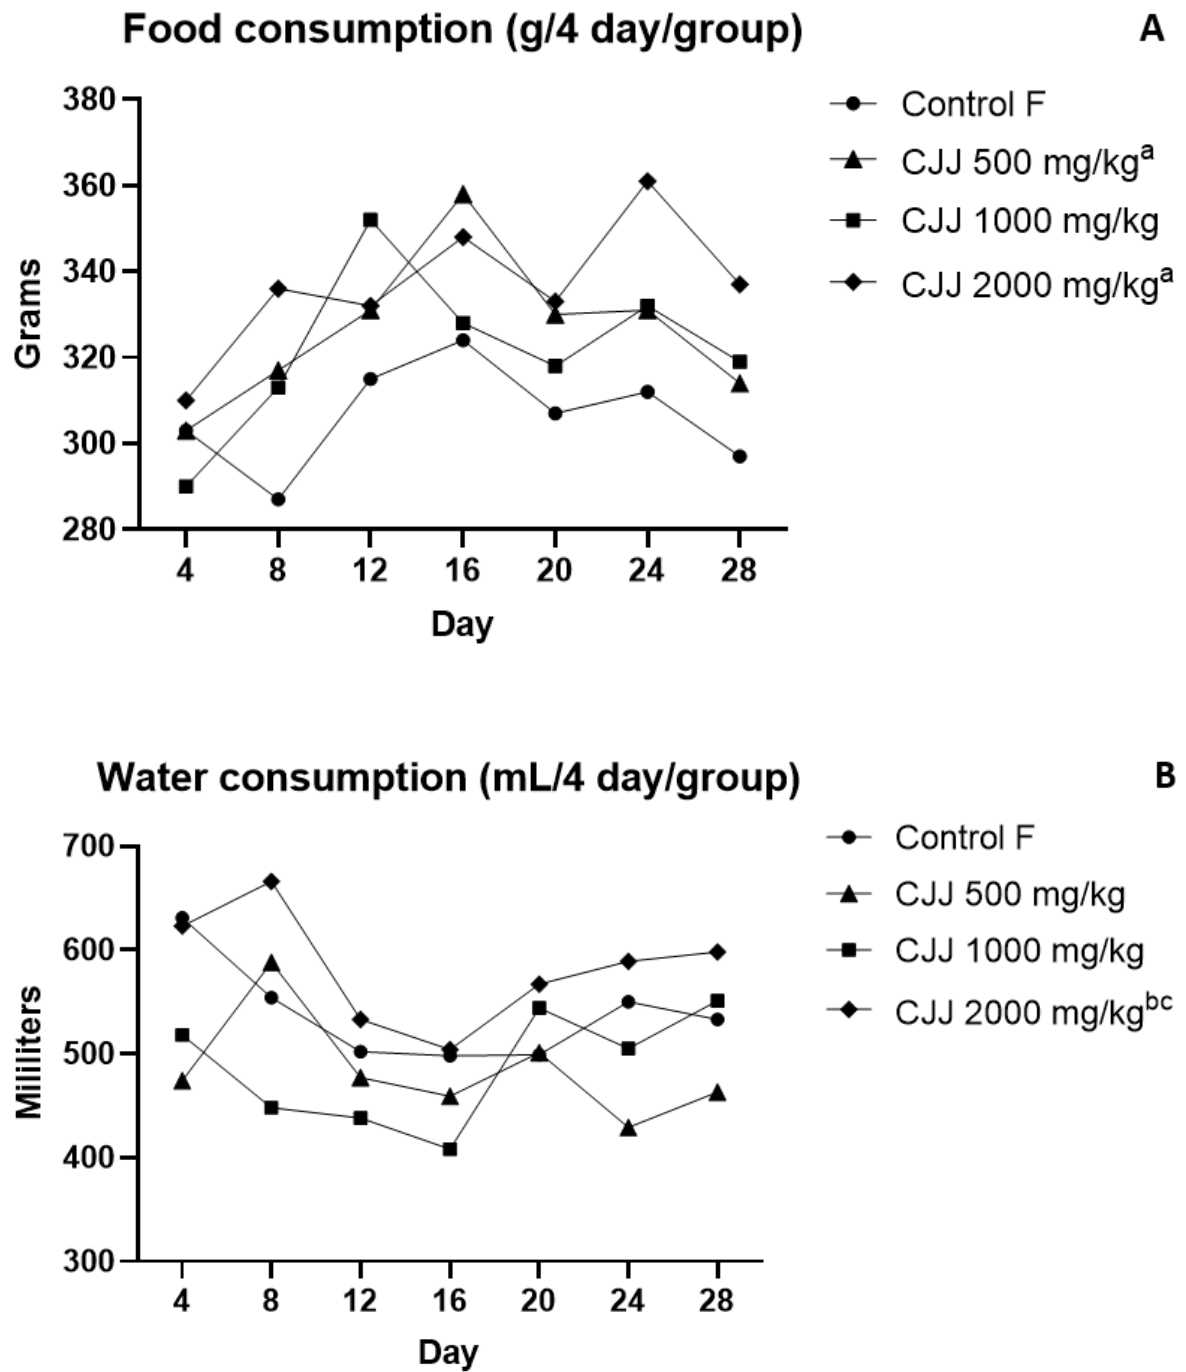 Food consumption (g/4 day/group)
A
380
360
340
320
300
280
Grams
4 8 12 16 20 24 28
Day
Control F
CJJ 500 mg/kgᵃ
CJJ 1000 mg/kg
CJJ 2000 mg/kgᵃ
Water consumption (mL/4 day/group)
B
700
600
500
400
300
Mililiters
4 8 12 16 20 24 28
Day
Control F
CJJ 500 mg/kg
CJJ 1000 mg/kg
CJJ 2000 mg/kgᵇᶜ